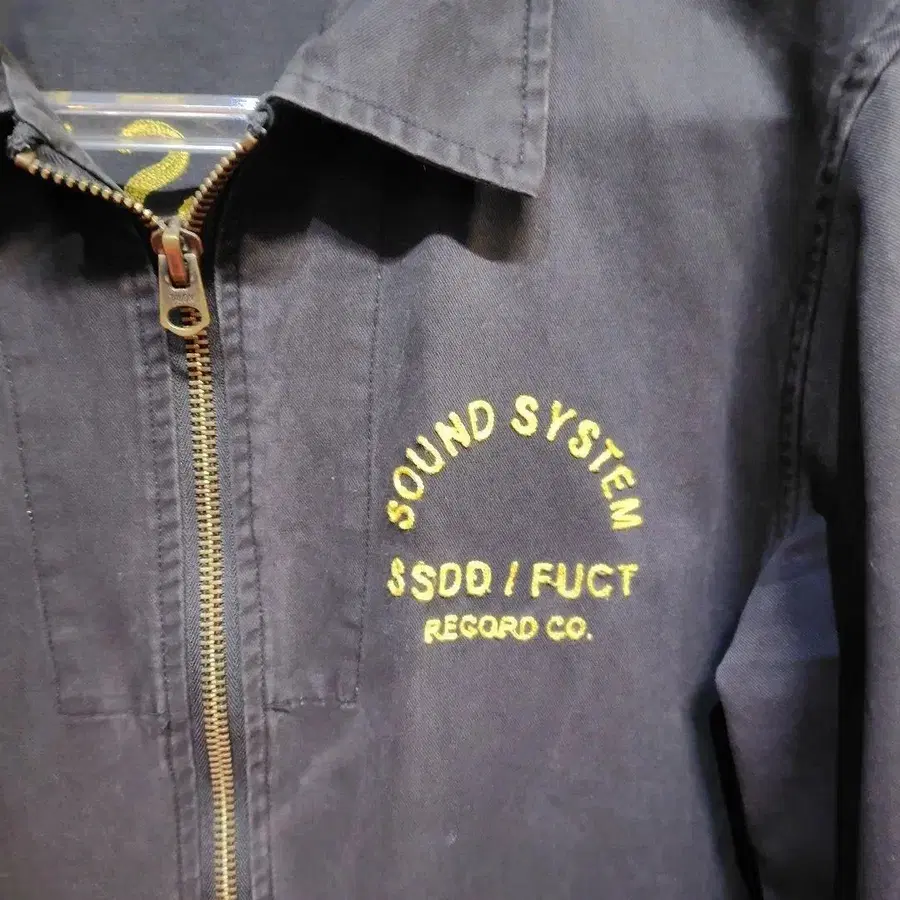 SOUND SYSTEM
SSDD / FUCT
RECORD CO.